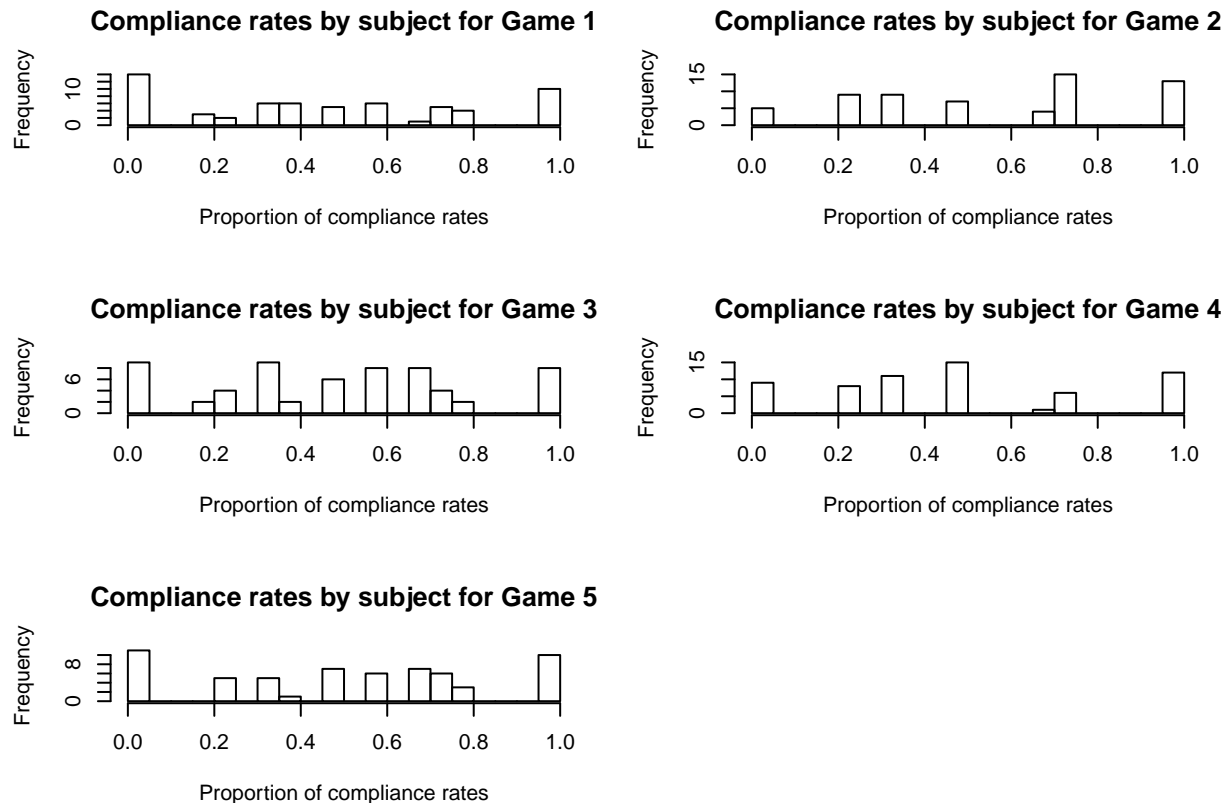 Compliance rates by subject for Game 1
Frequency
0 10
0.0 0.2 0.4 0.6 0.8 1.0
Proportion of compliance rates
Compliance rates by subject for Game 2
Frequency
0 15
0.0 0.2 0.4 0.6 0.8 1.0
Proportion of compliance rates
Compliance rates by subject for Game 3
Frequency
0 6
0.0 0.2 0.4 0.6 0.8 1.0
Proportion of compliance rates
Compliance rates by subject for Game 4
Frequency
0 15
0.0 0.2 0.4 0.6 0.8 1.0
Proportion of compliance rates
Compliance rates by subject for Game 5
Frequency
0 8
0.0 0.2 0.4 0.6 0.8 1.0
Proportion of compliance rates